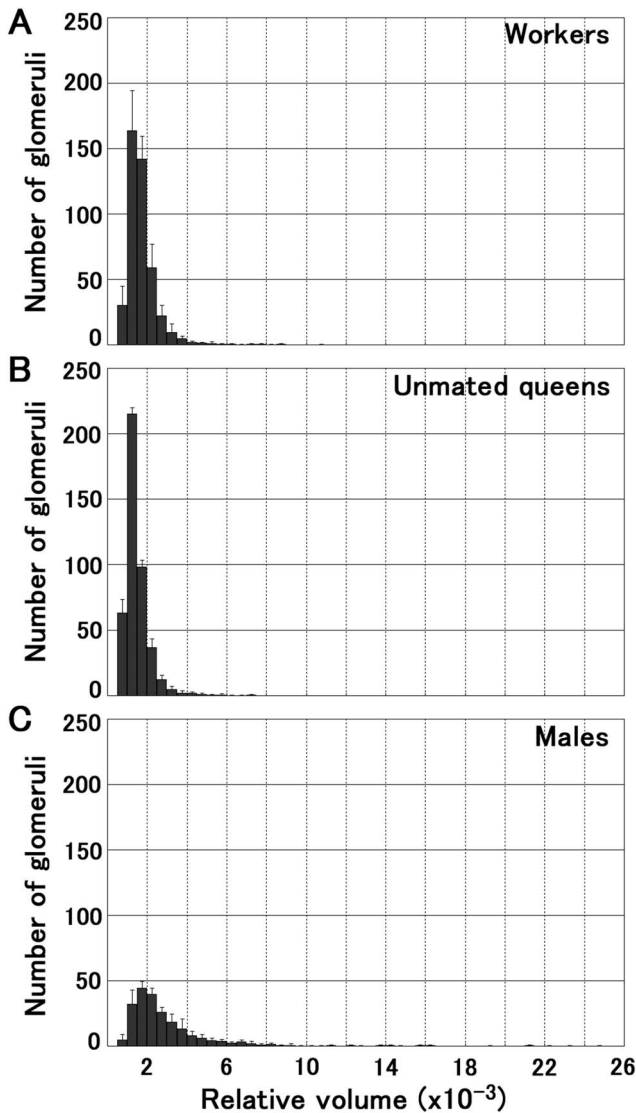 A
Workers
Number of glomeruli
250
200
150
100
50
0
B
Unmated queens
Number of glomeruli
250
200
150
100
50
0
C
Males
Number of glomeruli
250
200
150
100
50
0
2 6 10 14 18 22 26
Relative volume (x10⁻³)